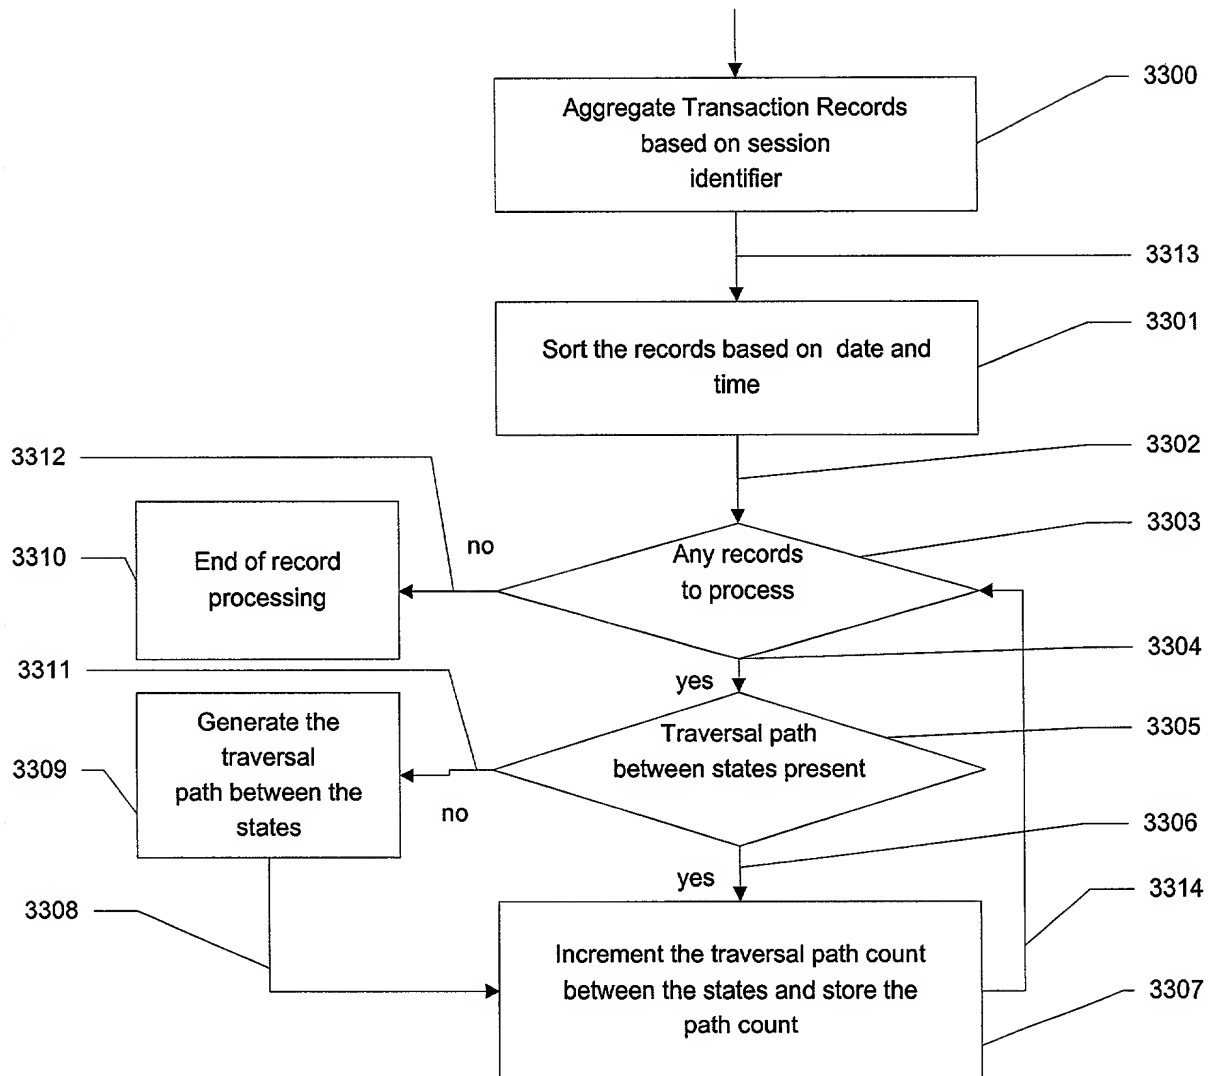 3300
Aggregate Transaction Records
based on session
identifier
3313
3301
Sort the records based on date and
time
3302
3312
3303
no
Any records
to process
3310
End of record
processing
3304
3311
yes
Generate the
traversal
path between the
states
3305
Traversal path
between states present
3309
no
3306
yes
3314
3308
Increment the traversal path count
between the states and store the
path count
3307